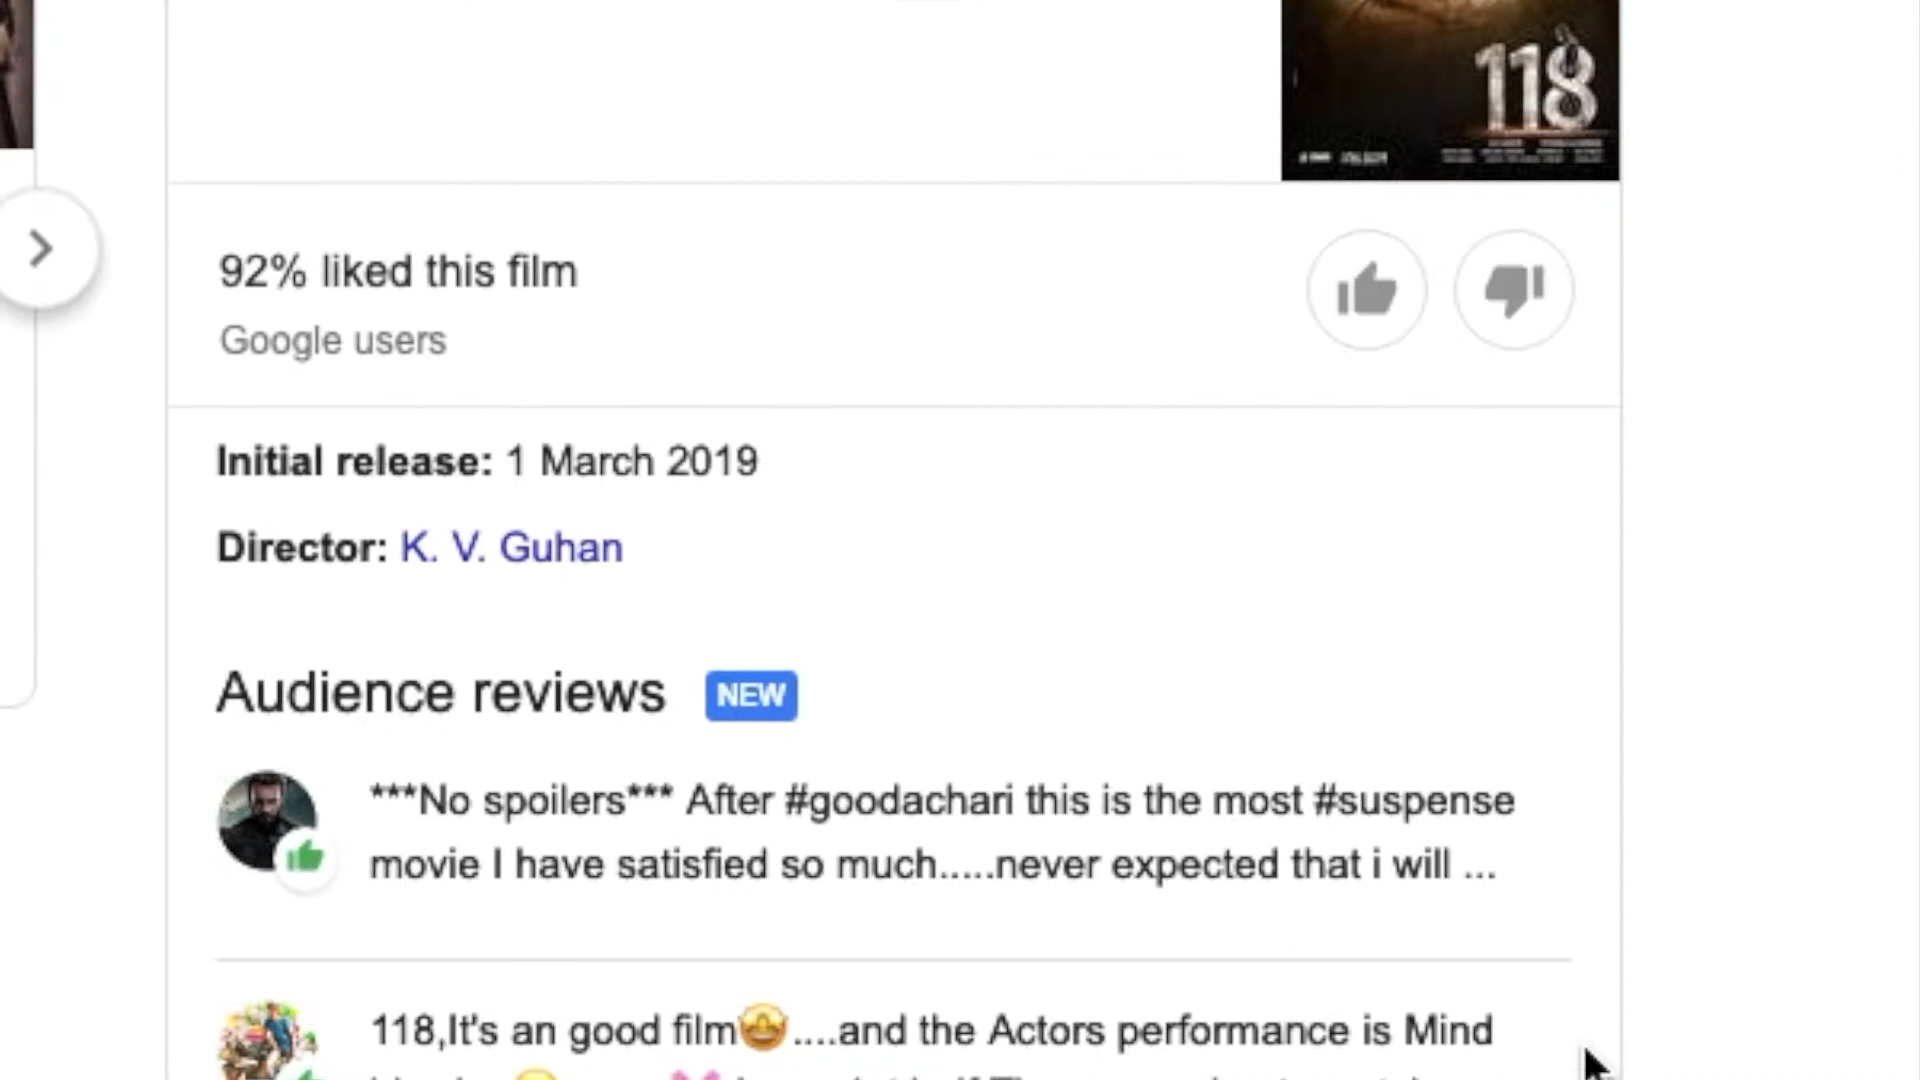 118
92% liked this film
Google users
Initial release: 1 March 2019
Director: K. V. Guhan
Audience reviews NEW
***No spoilers*** After #goodachari this is the most #suspense
movie I have satisfied so much.....never expected that i will ...
118,It's an good film🤩....and the Actors performance is Mind